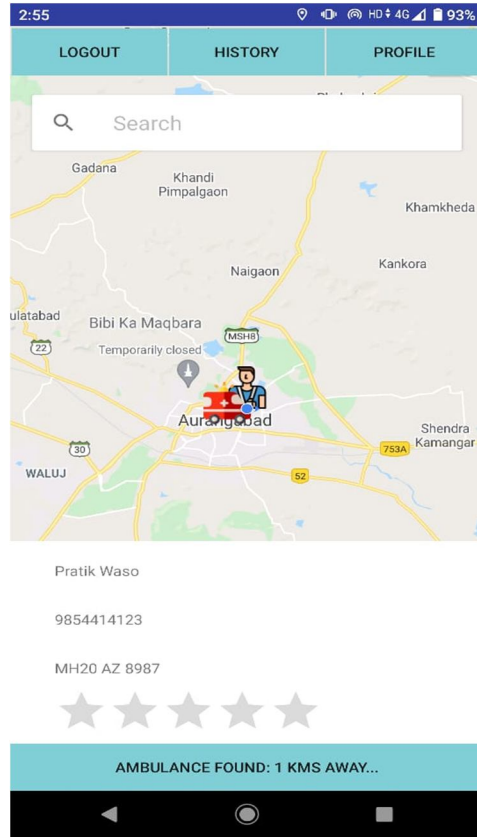 2:55 HD 4G 93%
LOGOUT HISTORY PROFILE
Search
Gadana
Khandi
Pimpalgaon
Khamkheda
Kankora
Naigaon
ulatabad
Bibi Ka Maqbara
MSH8
22
Temporarily closed
Aurangabad
Shendra
Kamangar
30
753A
WALUJ
52
Pratik Waso
9854414123
MH20 AZ 8987
AMBULANCE FOUND: 1 KMS AWAY...